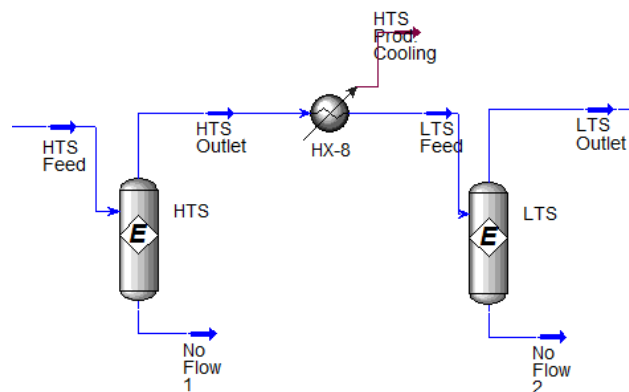 HTS
Prod.
Cooling
HTS
Feed
HTS
Outlet
HX-8
LTS
Feed
LTS
Outlet
E
HTS
E
LTS
No
Flow
1
No
Flow
2